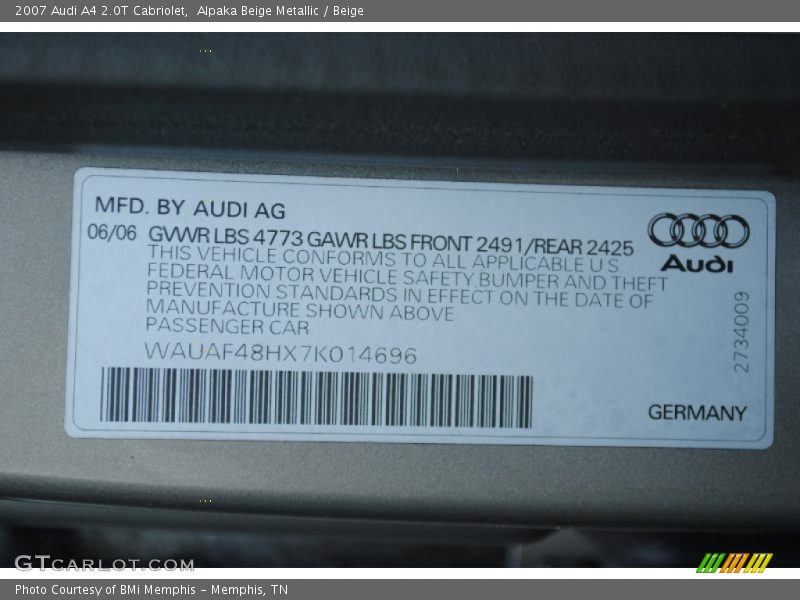 2007 Audi A4 2.0T Cabriolet,  Alpaka Beige Metallic / Beige
MFD. BY AUDI AG
06/06 GVWR LBS 4773 GAWR LBS FRONT 2491/REAR 2425
THIS VEHICLE CONFORMS TO ALL APPLICABLE U S
FEDERAL MOTOR VEHICLE SAFETY,BUMPER AND THEFT
PREVENTION STANDARDS IN EFFECT ON THE DATE OF
MANUFACTURE SHOWN ABOVE
PASSENGER CAR
WAUAF48HX7K014696
Audi
2734009
GERMANY
GTCARLOT.COM
Photo Courtesy of BMi Memphis – Memphis, TN